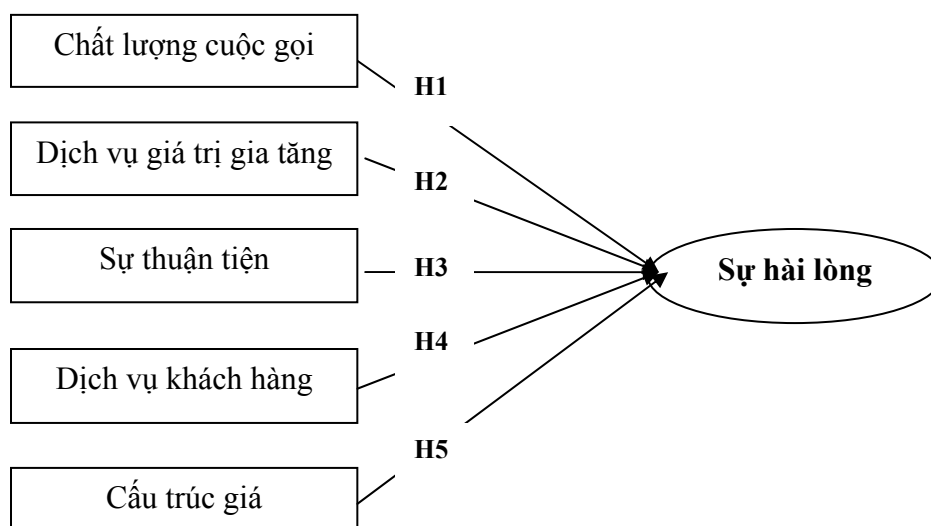 Chất lượng cuộc gọi
H1
Dịch vụ giá trị gia tăng
H2
Sự thuận tiện
H3
Sự hài lòng
H4
Dịch vụ khách hàng
H5
Cấu trúc giá